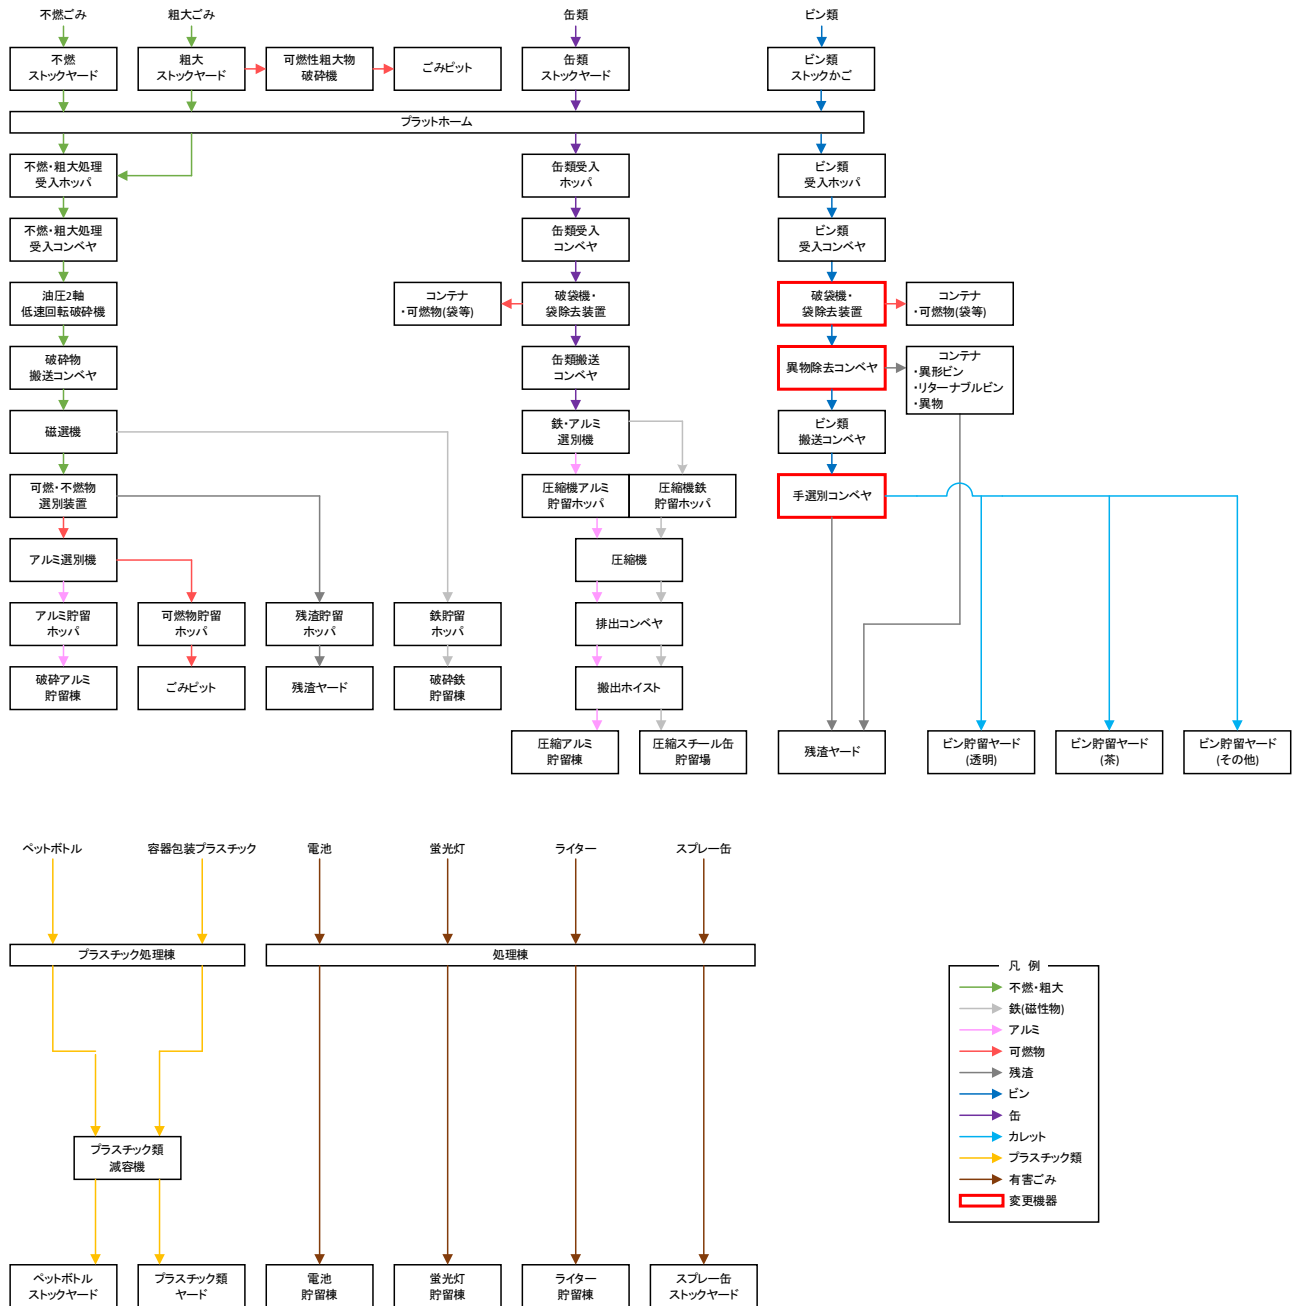 不燃ごみ
粗大ごみ
缶類
ビン類
不燃
ストックヤード
粗大
ストックヤード
可燃性粗大物
破砕機
ごみピット
缶類
ストックヤード
ビン類
ストックかご
プラットホーム
不燃・粗大処理
受入ホッパ
缶類受入
ホッパ
ビン類
受入ホッパ
不燃・粗大処理
受入コンベヤ
缶類受入
コンベヤ
ビン類
受入コンベヤ
油圧2軸
低速回転破砕機
コンテナ
・可燃物(袋等)
破袋機・
袋除去装置
破袋機・
袋除去装置
コンテナ
・可燃物(袋等)
破砕物
搬送コンベヤ
缶類搬送
コンベヤ
異物除去コンベヤ
コンテナ
・異形ビン
・リターナブルビン
・異物
磁選機
鉄・アルミ
選別機
ビン類
搬送コンベヤ
可燃・不燃物
選別装置
圧縮機アルミ
貯留ホッパ
圧縮機鉄
貯留ホッパ
手選別コンベヤ
アルミ選別機
圧縮機
アルミ貯留
ホッパ
可燃物貯留
ホッパ
残渣貯留
ホッパ
鉄貯留
ホッパ
排出コンベヤ
破砕アルミ
貯留棟
ごみピット
残渣ヤード
破砕鉄
貯留棟
搬出ホイスト
圧縮アルミ
貯留棟
圧縮スチール缶
貯留場
残渣ヤード
ビン貯留ヤード
(透明)
ビン貯留ヤード
(茶)
ビン貯留ヤード
(その他)
ペットボトル
容器包装プラスチック
電池
蛍光灯
ライター
スプレー缶
プラスチック処理棟
処理棟
プラスチック類
減容機
ペットボトル
ストックヤード
プラスチック類
ヤード
電池
貯留棟
蛍光灯
貯留棟
ライター
貯留棟
スプレー缶
ストックヤード
凡 例
不燃・粗大
鉄(磁性物)
アルミ
可燃物
残渣
ビン
缶
カレット
プラスチック類
有害ごみ
変更機器